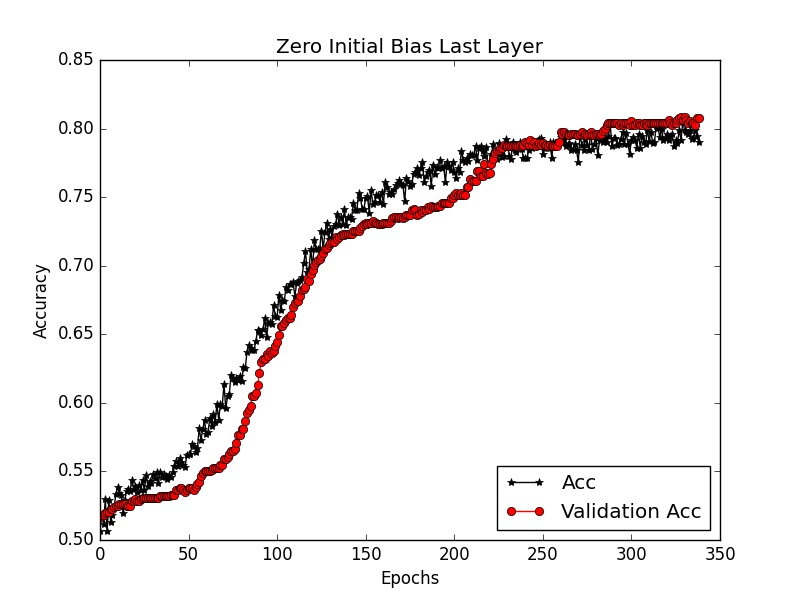 Zero Initial Bias Last Layer
0.85
0.80
0.75
0.70
0.65
0.60
0.55
0.50
Accuracy
0 50 100 150 200 250 300 350
Epochs
Acc
Validation Acc